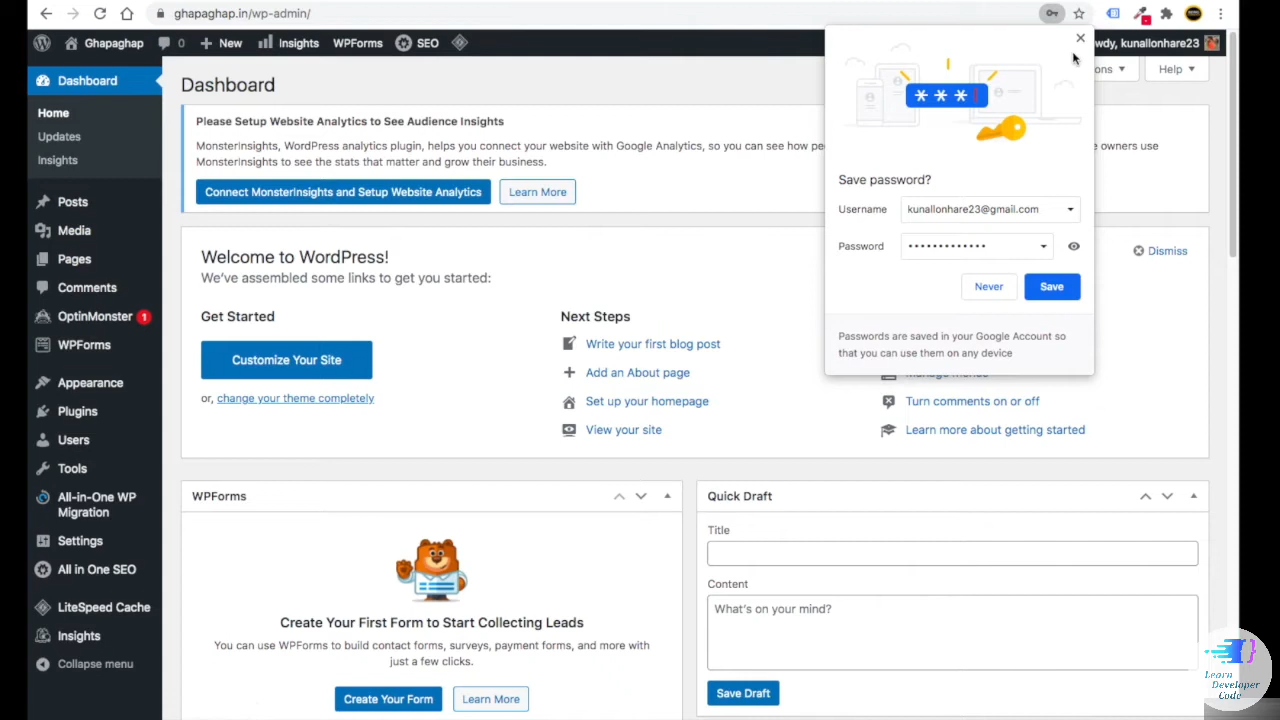 ghapaghap.in/wp-admin/
Ghapaghap 0 New Insights WPForms SEO
wdy, kunallonhare23
Dashboard
Home
Updates
Insights
Posts
Media
Pages
Comments
OptinMonster 1
WPForms
Appearance
Plugins
Users
Tools
All-in-One WP
Migration
Settings
All in One SEO
LiteSpeed Cache
Insights
Collapse menu
Dashboard
ons Help
Please Setup Website Analytics to See Audience Insights
MonsterInsights, WordPress analytics plugin, helps you connect your website with Google Analytics, so you can see how pe
e owners use
MonsterInsights to see the stats that matter and grow their business.
Connect MonsterInsights and Setup Website Analytics Learn More
Welcome to WordPress!
We've assembled some links to get you started:
Dismiss
Get Started
Customize Your Site
or, change your theme completely
Next Steps
Write your first blog post
Add an About page
Set up your homepage
View your site
Turn comments on or off
Learn more about getting started
***
Save password?
Username kunallonhare23@gmail.com
Password •••••••••••••
Never Save
Passwords are saved in your Google Account so
that you can use them on any device
WPForms
Create Your First Form to Start Collecting Leads
You can use WPForms to build contact forms, surveys, payment forms, and more with
just a few clicks.
Create Your Form Learn More
Quick Draft
Title
Content
What's on your mind?
Save Draft
Learn
Developer
Code